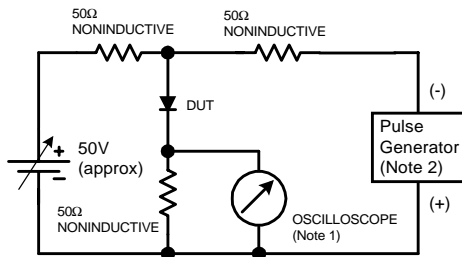 50Ω
NONINDUCTIVE
50Ω
NONINDUCTIVE
DUT
(-)
+
50V
(approx)
−
Pulse
Generator
(Note 2)
50Ω
NONINDUCTIVE
OSCILLOSCOPE
(Note 1)
(+)